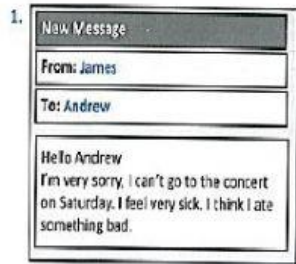 1.
New Message
From: James
To: Andrew
Hello Andrew
I'm very sorry, I can't go to the concert
on Saturday. I feel very sick. I think I ate
something bad.